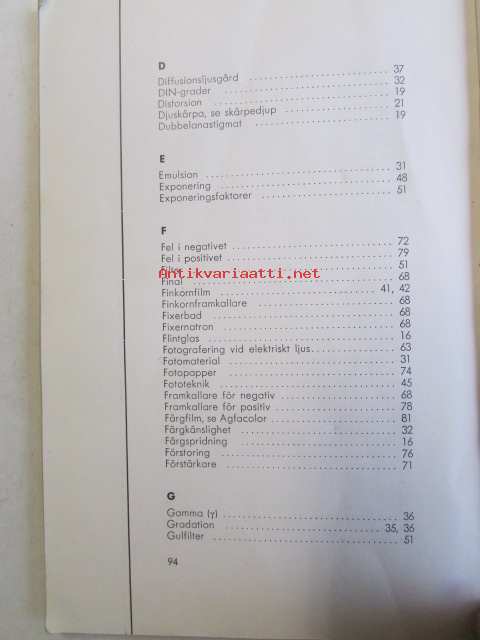 D
Diffusionsljusgård 37
DIN-grader 32
Distorsion 19
Djuskärpa, se skärpedjup 21
Dubbelanastigmat 19
E
Emulsion 31
Exponering 48
Exponeringsfaktorer 51
F
Fel i negativet 72
Fel i positivet 79
51
antikvariaatti.net
Final 68
Finkornfilm 41, 42
Finkornframkallare 68
Fixerbad 68
Fixernatron 68
Flintglas 16
Fotografering vid elektriskt ljus 63
Fotomaterial 31
Fotopapper 74
Fototeknik 45
Framkallare för negativ 68
Framkallare för positiv 78
Färgfilm, se Agfacolor 81
Färgkänslighet 32
Färgspridning 16
Förstoring 76
Förstärkare 71
G
Gamma (γ) 36
Gradation 35, 36
Gulfilter 51
94